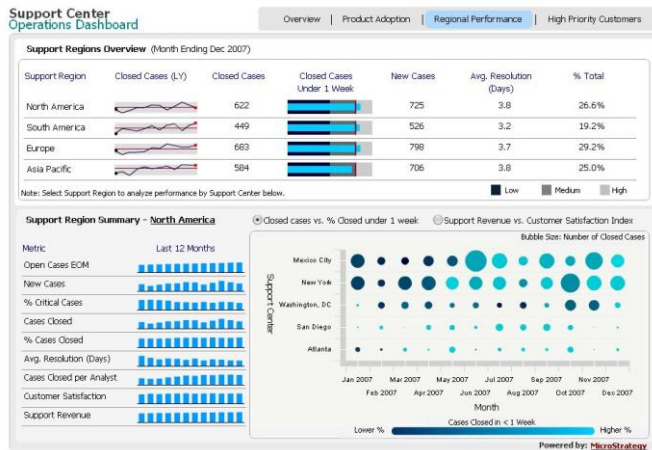 Support Center
Operations Dashboard
Overview | Product Adoption | Regional Performance | High Priority Customers
Support Regions Overview (Month Ending Dec 2007)
Support Region Closed Cases (LY) Closed Cases Closed Cases Under 1 Week New Cases Avg. Resolution (Days) % Total
North America 622 725 3.8 26.6%
South America 449 526 3.2 19.2%
Europe 683 798 3.7 29.2%
Asia Pacific 584 706 3.8 25.0%
Note: Select Support Region to analyze performance by Support Center below.
Low Medium High
Support Region Summary - North America
Closed cases vs. % Closed under 1 week Support Revenue vs. Customer Satisfaction Index
Metric Last 12 Months
Open Cases EOM
New Cases
% Critical Cases
Cases Closed
% Cases Closed
Avg. Resolution (Days)
Cases Closed per Analyst
Customer Satisfaction
Support Revenue
Bubble Size: Number of Closed Cases
Support Center
Mexico City
New York
Washington, DC
San Diego
Atlanta
Jan 2007 Mar 2007 May 2007 Jul 2007 Sep 2007 Nov 2007
Feb 2007 Apr 2007 Jun 2007 Aug 2007 Oct 2007 Dec 2007
Month
Cases Closed in < 1 Week
Lower % Higher %
Powered by: MicroStrategy